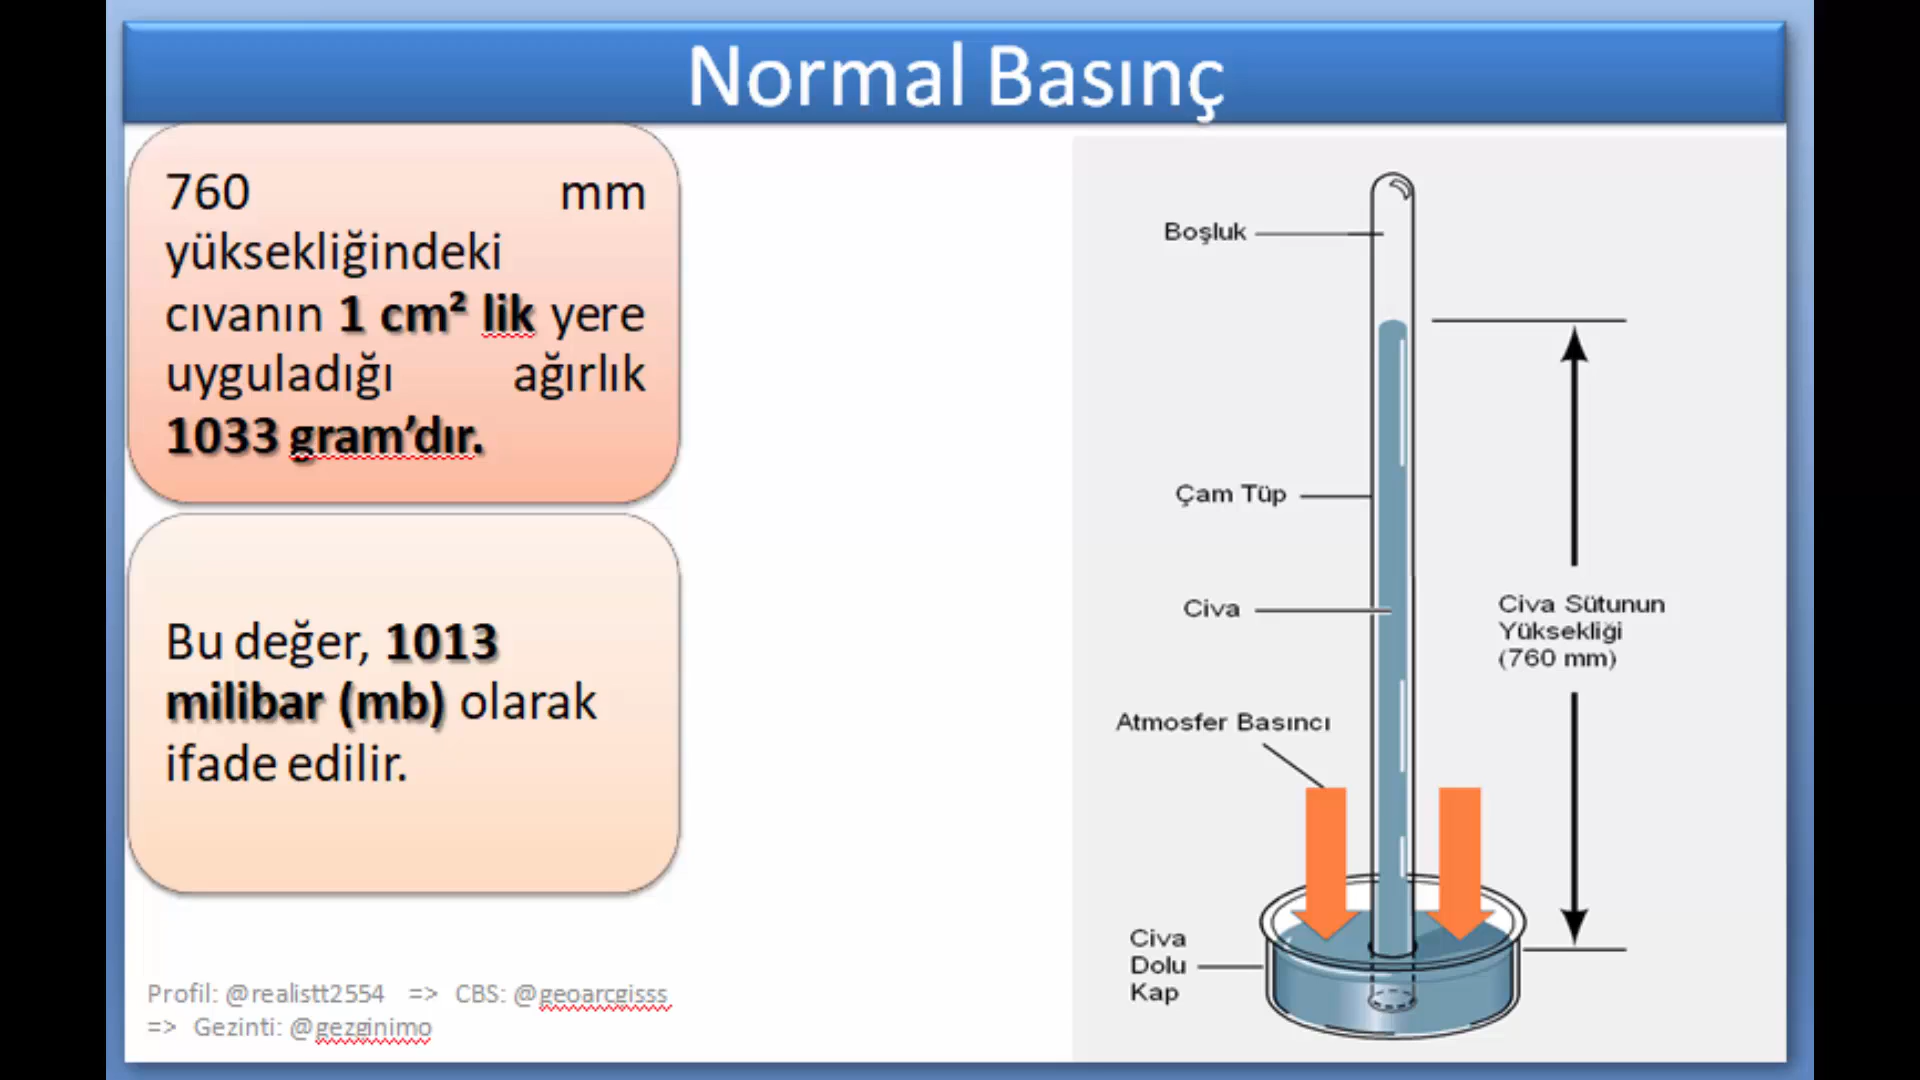 Normal Basınç
760 mm
yüksekliğindeki
cıvanın 1 cm² lik yere
uyguladığı ağırlık
1033 gram’dır.
Bu değer, 1013
milibar (mb) olarak
ifade edilir.
Profil: @realistt2554 => CBS: @geoarcgisss
=> Gezinti: @gezginimo
Boşluk
Çam Tüp
Civa
Civa Sütunun
Yüksekliği
(760 mm)
Atmosfer Basıncı
Civa
Dolu
Kap